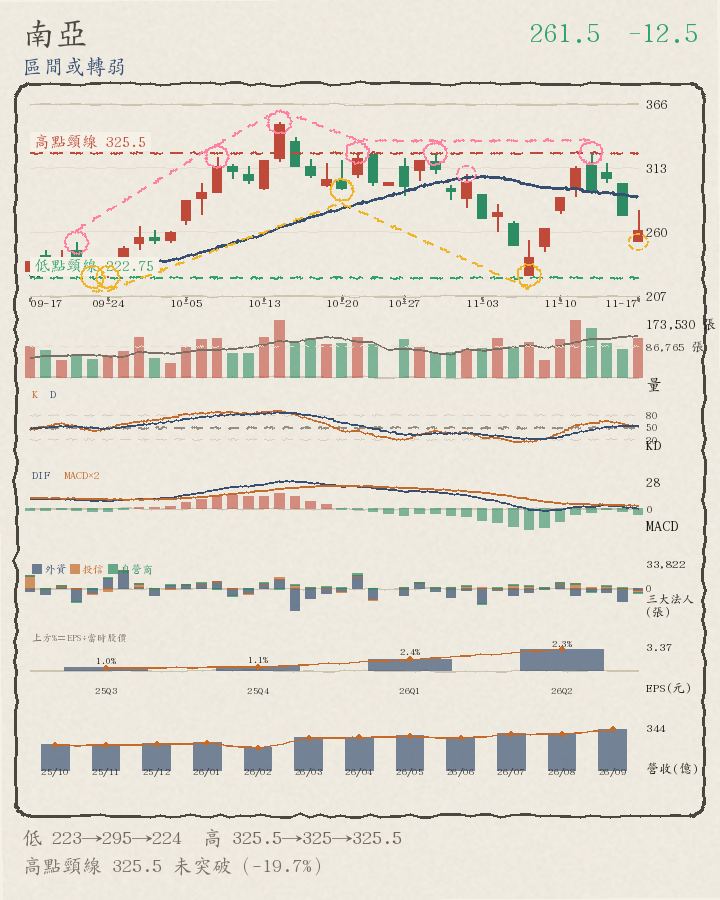 南亞
261.5 -12.5
區間或轉弱
366
高點頸線 325.5
313
260
低點頸線 222.75
207
09-17 09-24 10-05 10-13 10-20 10-27 11-03 11-10 11-17
173,530 張
86,765 張
量
K D
80
50
20
KD
DIF MACD×2
28
0
MACD
外資 投信 自營商
33,822
0
三大法人
(張)
上方%=EPS÷當時股價
1.0% 1.1% 2.4% 2.3%
3.37
25Q3 25Q4 26Q1 26Q2
EPS(元)
344
25/10 25/11 25/12 26/01 26/02 26/03 26/04 26/05 26/06 26/07 26/08 26/09
營收(億)
低 223→295→224 高 325.5→325→325.5
高點頸線 325.5 未突破 (-19.7%)